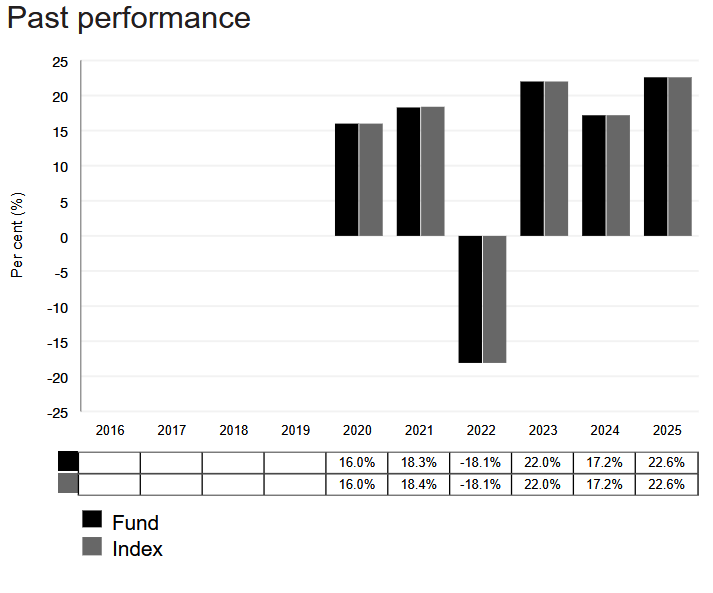 Past performance
25
20
15
10
5
0
-5
-10
-15
-20
-25
Per cent (%)
2016 2017 2018 2019 2020 2021 2022 2023 2024 2025
16.0% 18.3% -18.1% 22.0% 17.2% 22.6%
16.0% 18.4% -18.1% 22.0% 17.2% 22.6%
Fund
Index